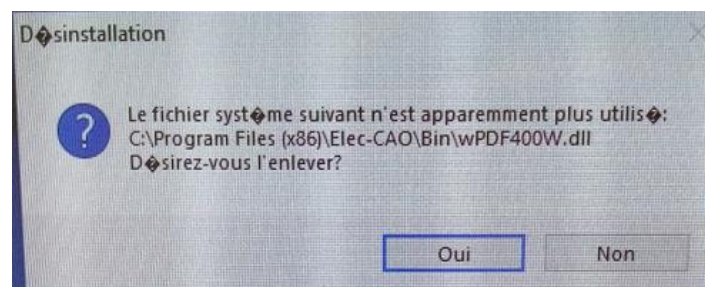 D�sinstallation
Le fichier syst�me suivant n'est apparemment plus utilis�:
C:\Program Files (x86)\Elec-CAO\Bin\wPDF400W.dll
D�sirez-vous l'enlever?
Oui
Non